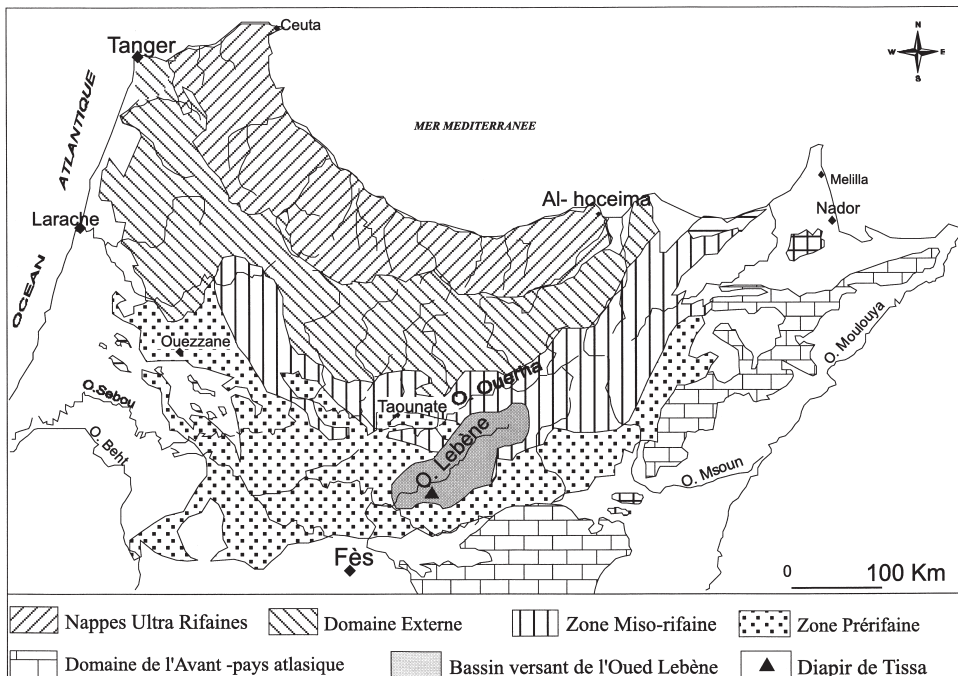 Ceuta
Tanger
N
W E
S
OCEAN ATLANTIQUE
MER MEDITERRANEE
Melilla
Al- hoceima
Nador
Larache
O. Moulouya
Ouezzane
O. Ouerha
O.Sebou
Taounate
O. Beht
O. Lebène
O. Msoun
Fès
0 100 Km
Nappes Ultra Rifaines
Domaine Externe
Zone Miso-rifaine
Zone Prérifaine
Domaine de l'Avant -pays atlasique
Bassin versant de l'Oued Lebène
Diapir de Tissa